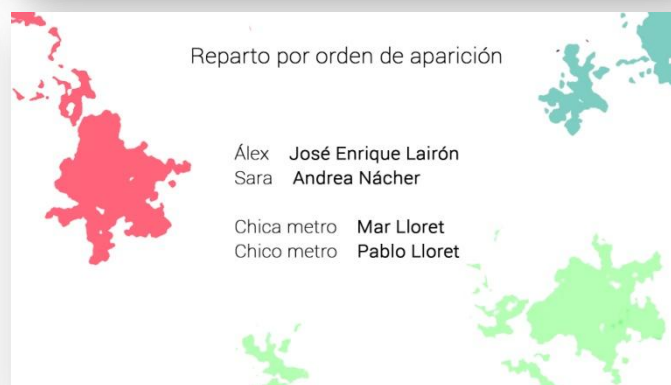 Reparto por orden de aparición
Álex José Enrique Lairón
Sara Andrea Nácher
Chica metro Mar Lloret
Chico metro Pablo Lloret